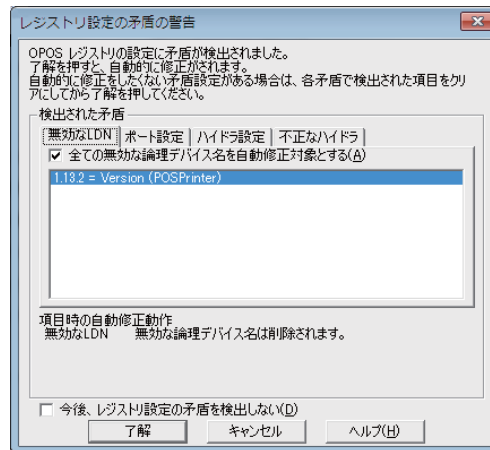 レジストリ設定の矛盾の警告
OPOS レジストリの設定に矛盾が検出されました。
了解を押すと、自動的に修正がされます。
自動的に修正をしたくない矛盾設定がある場合は、各矛盾で検出された項目をクリ
アにしてから了解を押してください。
検出された矛盾
無効なLDN ポート設定 ハイドラ設定 不正なハイドラ
全ての無効な論理デバイス名を自動修正対象とする(A)
1.13.2 = Version (POSPrinter)
項目時の自動修正動作
無効なLDN 無効な論理デバイス名は削除されます。
今後、レジストリ設定の矛盾を検出しない(D)
了解 キャンセル ヘルプ(H)